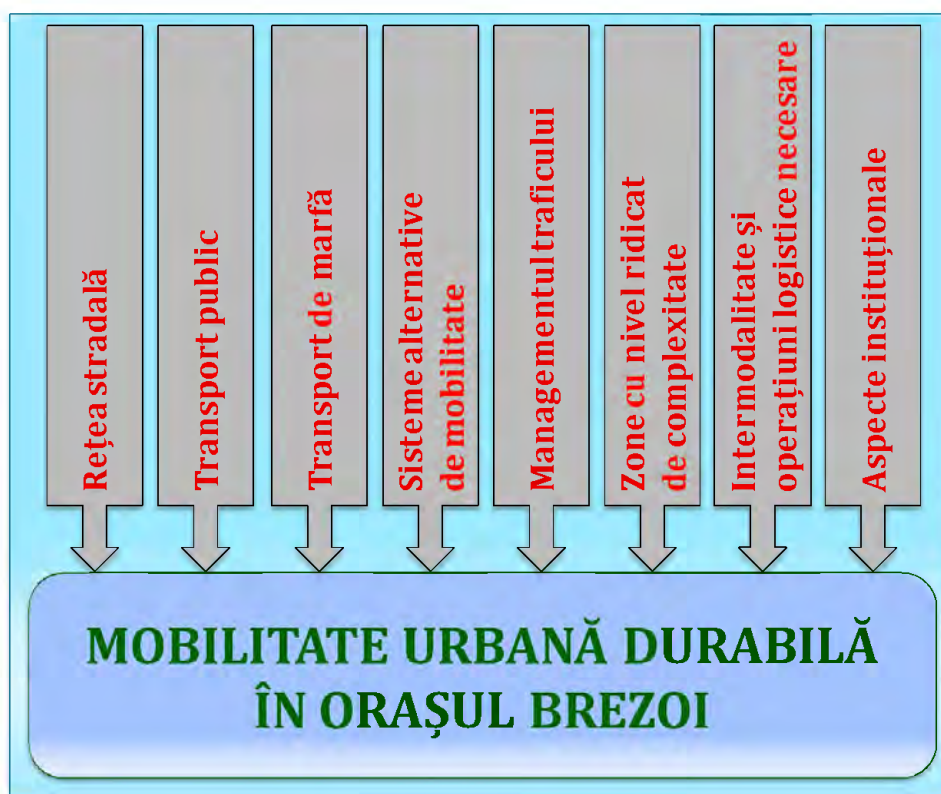 Rețea stradală
Transport public
Transport de marfă
Sisteme alternative
de mobilitate
Managementul traficului
Zone cu nivel ridicat
de complexitate
Intermodalitate și
operațiuni logistice necesare
Aspecte instituționale
MOBILITATE URBANĂ DURABILĂ
ÎN ORAȘUL BREZOI